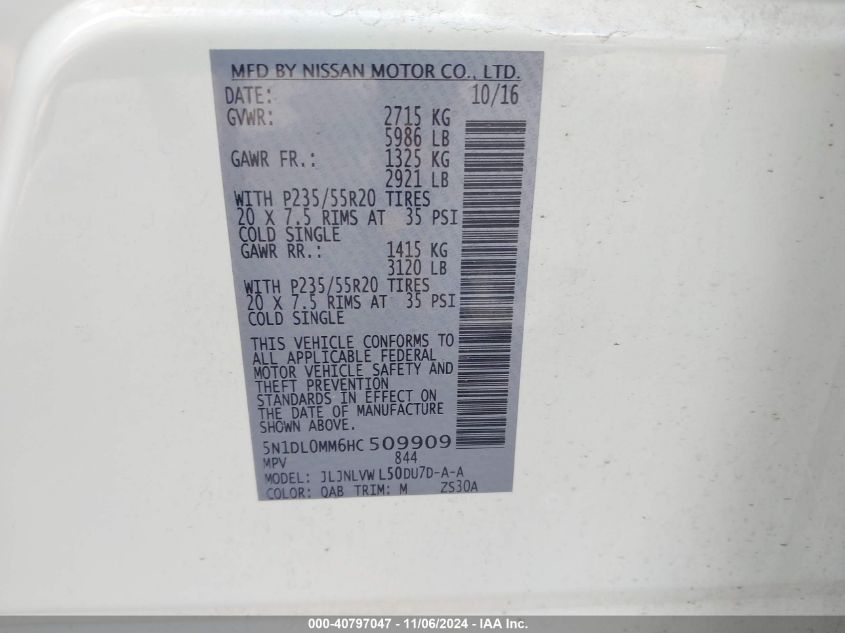 MFD BY NISSAN MOTOR CO., LTD.
DATE: 10/16
GVWR: 2715 KG
5986 LB
GAWR FR.: 1325 KG
2921 LB
WITH P235/55R20 TIRES
20 X 7.5 RIMS AT 35 PSI
COLD SINGLE
GAWR RR.: 1415 KG
3120 LB
WITH P235/55R20 TIRES
20 X 7.5 RIMS AT 35 PSI
COLD SINGLE
THIS VEHICLE CONFORMS TO
ALL APPLICABLE FEDERAL
MOTOR VEHICLE SAFETY AND
THEFT PREVENTION
STANDARDS IN EFFECT ON
THE DATE OF MANUFACTURE
SHOWN ABOVE.
5N1DL0MM6HC 509909
MPV 844
MODEL: JLJNLVW L50DU7D-A-A
COLOR: QAB TRIM: M ZS30A
000-40797047 - 11/06/2024 - IAA Inc.